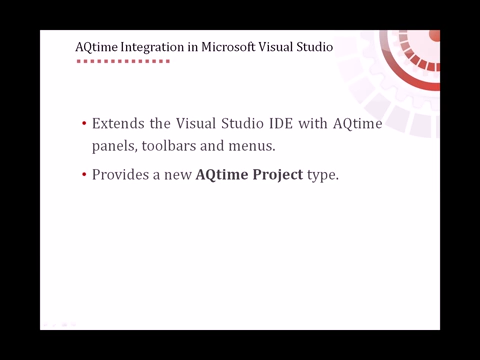 AQtime Integration in Microsoft Visual Studio
• Extends the Visual Studio IDE with AQtime
panels, toolbars and menus.
• Provides a new AQtime Project type.